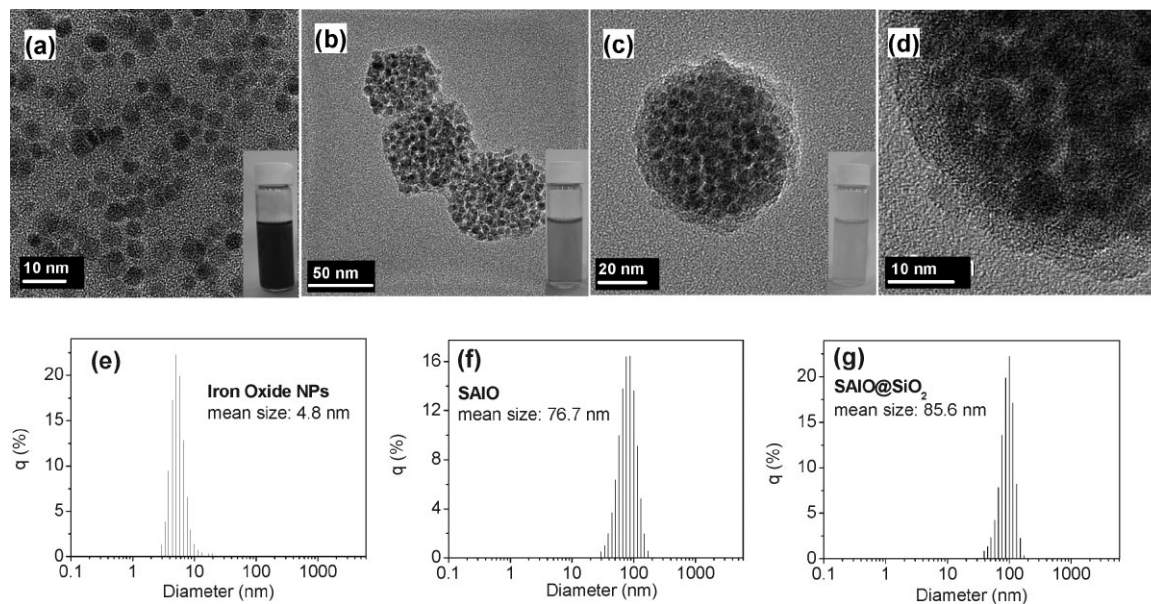 (a)
(b)
(c)
(d)
10 nm
50 nm
20 nm
10 nm
(e)
Iron Oxide NPs
mean size: 4.8 nm
q (%)
20
15
10
5
0
0.1 1 10 100 1000
Diameter (nm)
(f)
SAIO
mean size: 76.7 nm
q (%)
16
12
8
4
0
0.1 1 10 100 1000
Diameter (nm)
(g)
SAIO@SiO₂
mean size: 85.6 nm
q (%)
20
15
10
5
0
0.1 1 10 100 1000
Diameter (nm)